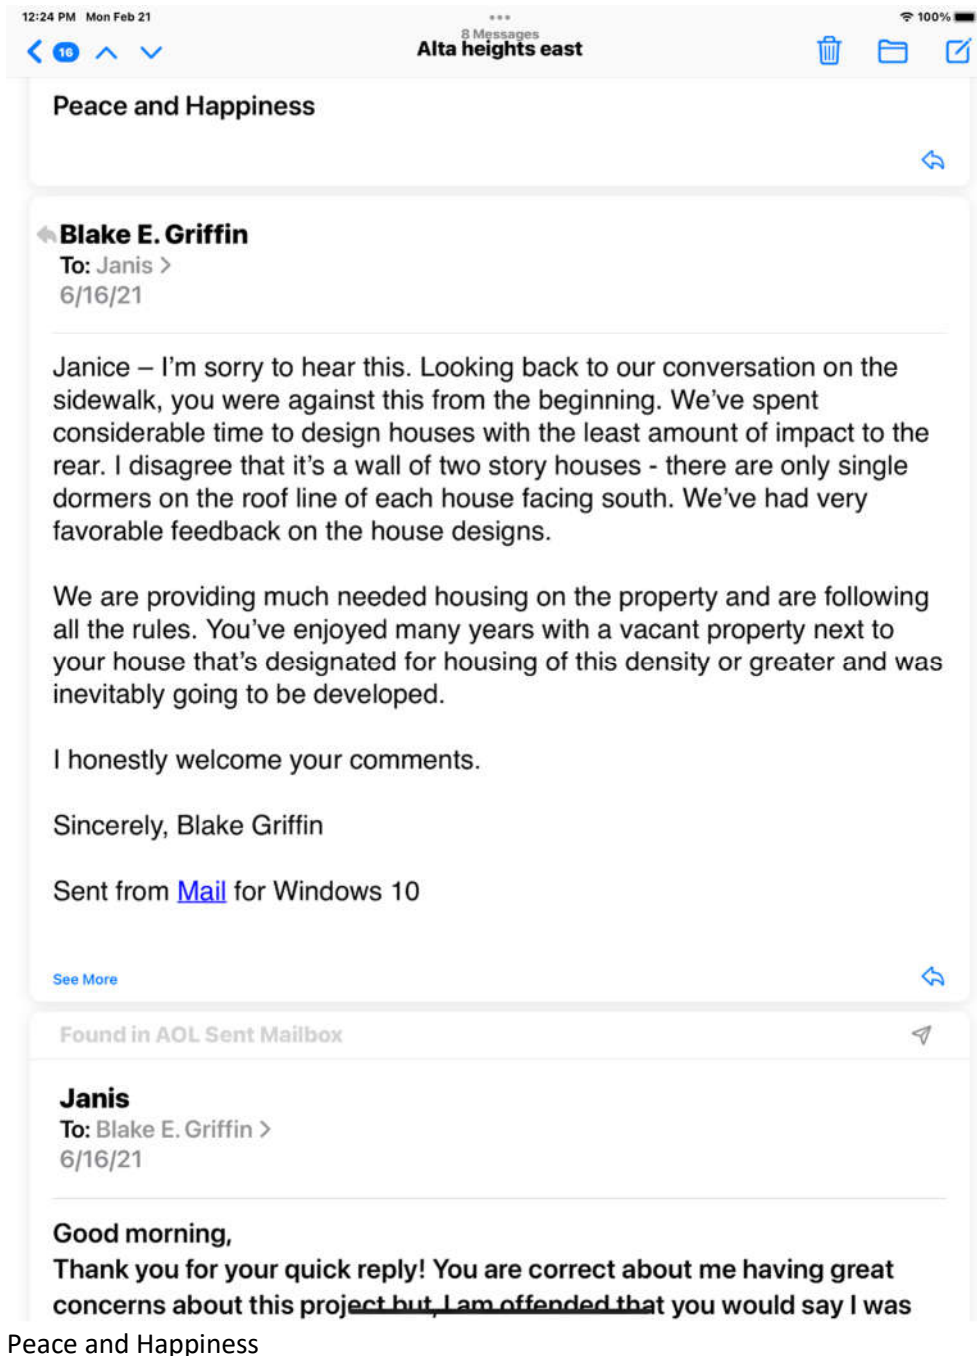 12:24 PM Mon Feb 21
100%
16
8 Messages
Alta heights east
Peace and Happiness
Blake E. Griffin
To: Janis >
6/16/21
Janice – I'm sorry to hear this. Looking back to our conversation on the
sidewalk, you were against this from the beginning. We've spent
considerable time to design houses with the least amount of impact to the
rear. I disagree that it's a wall of two story houses - there are only single
dormers on the roof line of each house facing south. We've had very
favorable feedback on the house designs.
We are providing much needed housing on the property and are following
all the rules. You've enjoyed many years with a vacant property next to
your house that's designated for housing of this density or greater and was
inevitably going to be developed.
I honestly welcome your comments.
Sincerely, Blake Griffin
Sent from Mail for Windows 10
See More
Found in AOL Sent Mailbox
Janis
To: Blake E. Griffin >
6/16/21
Good morning,
Thank you for your quick reply! You are correct about me having great
concerns about this project but, I am offended that you would say I was
Peace and Happiness